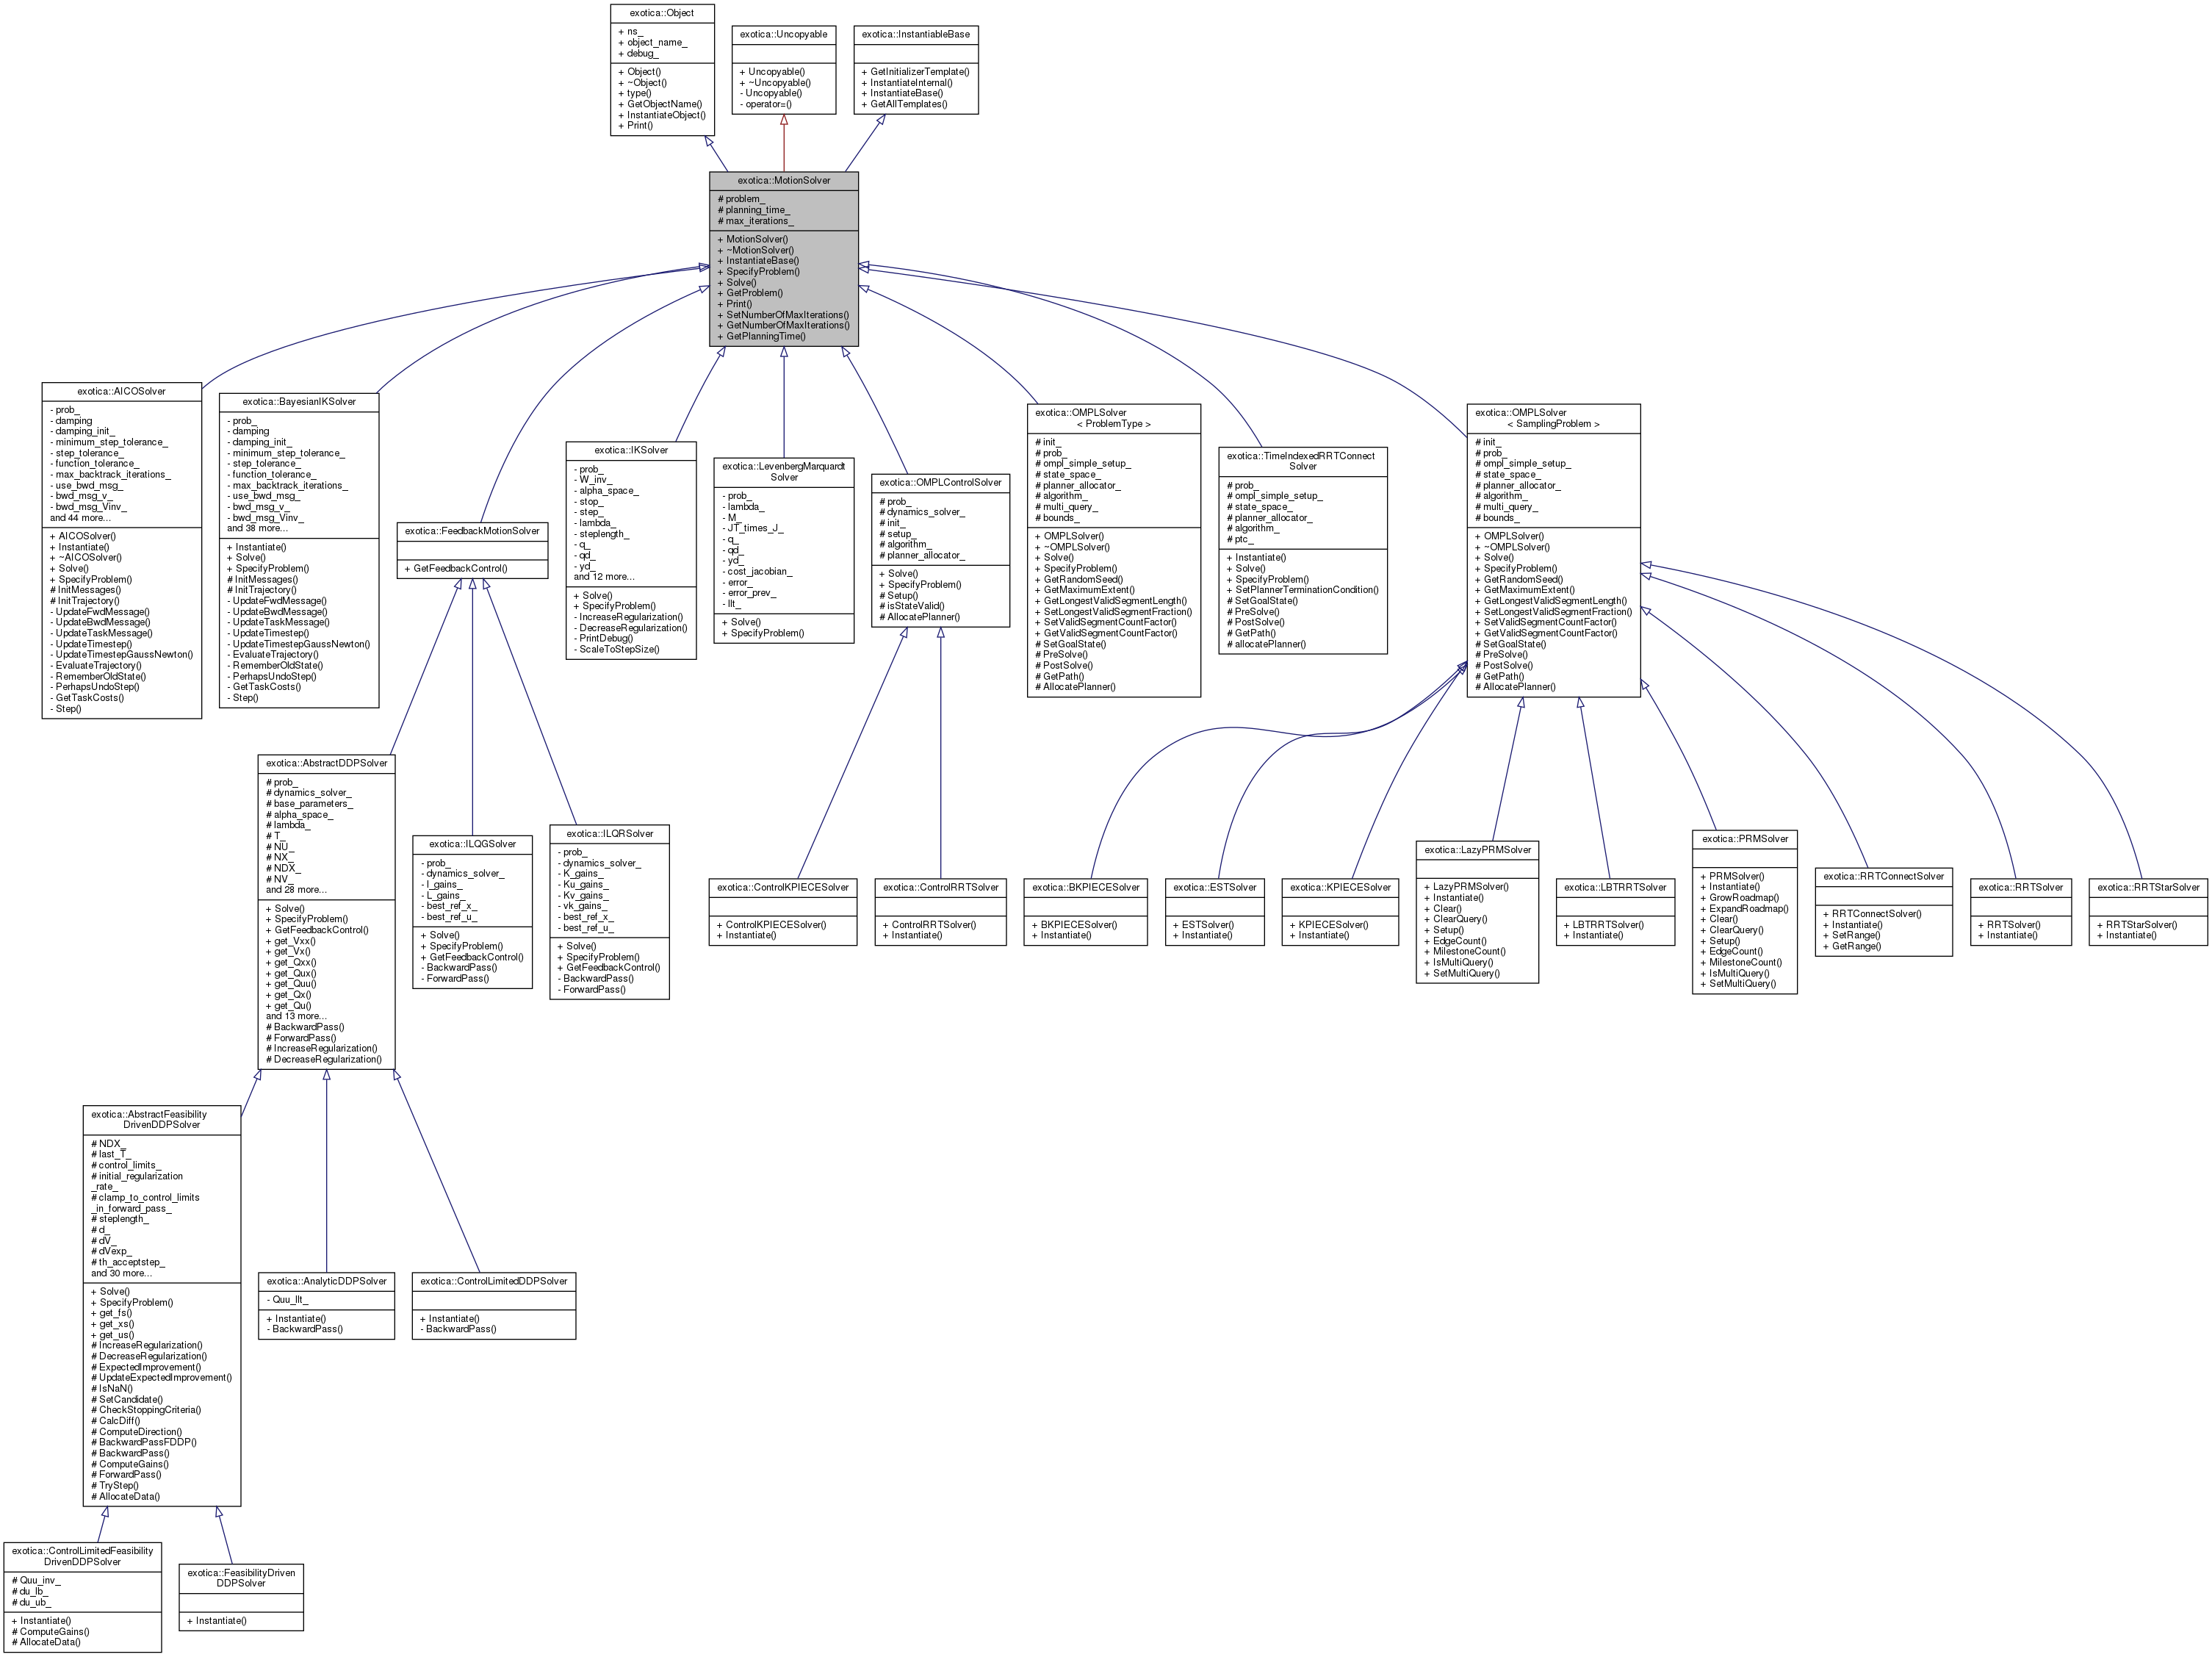 exotica::Object
+ ns_
+ object_name_
+ debug_
+ Object()
+ ~Object()
+ type()
+ GetObjectName()
+ InstantiateObject()
+ Print()
exotica::Uncopyable
+ Uncopyable()
+ ~Uncopyable()
- Uncopyable()
- operator=()
exotica::InstantiableBase
+ GetInitializerTemplate()
+ InstantiateInternal()
+ InstantiateBase()
+ GetAllTemplates()
exotica::MotionSolver
# problem_
# planning_time_
# max_iterations_
+ MotionSolver()
+ ~MotionSolver()
+ InstantiateBase()
+ SpecifyProblem()
+ Solve()
+ GetProblem()
+ Print()
+ SetNumberOfMaxIterations()
+ GetNumberOfMaxIterations()
+ GetPlanningTime()
exotica::AICOSolver
- prob_
- damping
- damping_init_
- minimum_step_tolerance_
- step_tolerance_
- function_tolerance_
- max_backtrack_iterations_
- use_bwd_msg_
- bwd_msg_v_
- bwd_msg_Vinv_
and 44 more...
+ AICOSolver()
+ Instantiate()
+ ~AICOSolver()
+ Solve()
+ SpecifyProblem()
# InitMessages()
# InitTrajectory()
- UpdateFwdMessage()
- UpdateBwdMessage()
- UpdateTaskMessage()
- UpdateTimestep()
- UpdateTimestepGaussNewton()
- EvaluateTrajectory()
- RememberOldState()
- PerhapsUndoStep()
- GetTaskCosts()
- Step()
exotica::BayesianIKSolver
- prob_
- damping
- damping_init_
- minimum_step_tolerance_
- step_tolerance_
- function_tolerance_
- max_backtrack_iterations_
- use_bwd_msg_
- bwd_msg_v_
- bwd_msg_Vinv_
and 38 more...
+ Instantiate()
+ Solve()
+ SpecifyProblem()
# InitMessages()
# InitTrajectory()
- UpdateFwdMessage()
- UpdateBwdMessage()
- UpdateTaskMessage()
- UpdateTimestep()
- UpdateTimestepGaussNewton()
- EvaluateTrajectory()
- RememberOldState()
- PerhapsUndoStep()
- GetTaskCosts()
- Step()
exotica::FeedbackMotionSolver
+ GetFeedbackControl()
exotica::IKSolver
- prob_
- W_inv_
- alpha_space_
- stop_
- step_
- lambda_
- steplength_
- q_
- qd_
- yd_
and 12 more...
+ Solve()
+ SpecifyProblem()
- IncreaseRegularization()
- DecreaseRegularization()
- PrintDebug()
- ScaleToStepSize()
exotica::LevenbergMarquardt
Solver
- prob_
- lambda_
- M_
- JT_times_J_
- q_
- qd_
- yd_
- cost_jacobian_
- error_
- error_prev_
- llt_
+ Solve()
+ SpecifyProblem()
exotica::OMPLControlSolver
# prob_
# dynamics_solver_
# init_
# setup_
# algorithm_
# planner_allocator_
+ Solve()
+ SpecifyProblem()
# Setup()
# isStateValid()
# AllocatePlanner()
exotica::OMPLSolver
< ProblemType >
# init_
# prob_
# ompl_simple_setup_
# state_space_
# planner_allocator_
# algorithm_
# multi_query_
# bounds_
+ OMPLSolver()
+ ~OMPLSolver()
+ Solve()
+ SpecifyProblem()
+ GetRandomSeed()
+ GetMaximumExtent()
+ GetLongestValidSegmentLength()
+ SetLongestValidSegmentFraction()
+ SetValidSegmentCountFactor()
+ GetValidSegmentCountFactor()
# SetGoalState()
# PreSolve()
# PostSolve()
# GetPath()
# AllocatePlanner()
exotica::TimeIndexedRRTConnect
Solver
# prob_
# ompl_simple_setup_
# state_space_
# planner_allocator_
# algorithm_
# ptc_
+ Instantiate()
+ Solve()
+ SpecifyProblem()
+ SetPlannerTerminationCondition()
# SetGoalState()
# PreSolve()
# PostSolve()
# GetPath()
# allocatePlanner()
exotica::OMPLSolver
< SamplingProblem >
# init_
# prob_
# ompl_simple_setup_
# state_space_
# planner_allocator_
# algorithm_
# multi_query_
# bounds_
+ OMPLSolver()
+ ~OMPLSolver()
+ Solve()
+ SpecifyProblem()
+ GetRandomSeed()
+ GetMaximumExtent()
+ GetLongestValidSegmentLength()
+ SetLongestValidSegmentFraction()
+ SetValidSegmentCountFactor()
+ GetValidSegmentCountFactor()
# SetGoalState()
# PreSolve()
# PostSolve()
# GetPath()
# AllocatePlanner()
exotica::AbstractDDPSolver
# prob_
# dynamics_solver_
# base_parameters_
# alpha_space_
# lambda_
# T_
# NU_
# NX_
# NDX_
# NV_
and 28 more...
+ Solve()
+ SpecifyProblem()
+ GetFeedbackControl()
+ get_Vxx()
+ get_Vx()
+ get_Qxx()
+ get_Qux()
+ get_Quu()
+ get_Qx()
+ get_Qu()
and 13 more...
# BackwardPass()
# ForwardPass()
# IncreaseRegularization()
# DecreaseRegularization()
exotica::ILQGSolver
- prob_
- dynamics_solver_
- l_gains_
- L_gains_
- best_ref_x_
- best_ref_u_
+ Solve()
+ SpecifyProblem()
+ GetFeedbackControl()
- BackwardPass()
- ForwardPass()
exotica::ILQRSolver
- prob_
- dynamics_solver_
- K_gains_
- Ku_gains_
- Kv_gains_
- vk_gains_
- best_ref_x_
- best_ref_u_
+ Solve()
+ SpecifyProblem()
+ GetFeedbackControl()
- BackwardPass()
- ForwardPass()
exotica::ControlKPIECESolver
+ ControlKPIECESolver()
+ Instantiate()
exotica::ControlRRTSolver
+ ControlRRTSolver()
+ Instantiate()
exotica::BKPIECESolver
+ BKPIECESolver()
+ Instantiate()
exotica::ESTSolver
+ ESTSolver()
+ Instantiate()
exotica::KPIECESolver
+ KPIECESolver()
+ Instantiate()
exotica::LazyPRMSolver
+ LazyPRMSolver()
+ Instantiate()
+ Clear()
+ ClearQuery()
+ Setup()
+ EdgeCount()
+ MilestoneCount()
+ IsMultiQuery()
+ SetMultiQuery()
exotica::LBTRRTSolver
+ LBTRRTSolver()
+ Instantiate()
exotica::PRMSolver
+ PRMSolver()
+ Instantiate()
+ GrowRoadmap()
+ ExpandRoadmap()
+ Clear()
+ ClearQuery()
+ Setup()
+ EdgeCount()
+ MilestoneCount()
+ IsMultiQuery()
+ SetMultiQuery()
exotica::RRTConnectSolver
+ RRTConnectSolver()
+ Instantiate()
+ SetRange()
+ GetRange()
exotica::RRTSolver
+ RRTSolver()
+ Instantiate()
exotica::RRTStarSolver
+ RRTStarSolver()
+ Instantiate()
exotica::AbstractFeasibility
DrivenDDPSolver
# NDX_
# last_T_
# control_limits_
# initial_regularization
_rate_
# clamp_to_control_limits
_in_forward_pass_
# steplength_
# d_
# dV_
# dVexp_
# th_acceptstep_
and 30 more...
+ Solve()
+ SpecifyProblem()
+ get_fs()
+ get_xs()
+ get_us()
# IncreaseRegularization()
# DecreaseRegularization()
# ExpectedImprovement()
# UpdateExpectedImprovement()
# IsNaN()
# SetCandidate()
# CheckStoppingCriteria()
# CalcDiff()
# ComputeDirection()
# BackwardPassFDDP()
# BackwardPass()
# ComputeGains()
# ForwardPass()
# TryStep()
# AllocateData()
exotica::AnalyticDDPSolver
- Quu_llt_
+ Instantiate()
- BackwardPass()
exotica::ControlLimitedDDPSolver
+ Instantiate()
- BackwardPass()
exotica::ControlLimitedFeasibility
DrivenDDPSolver
# Quu_inv_
# du_lb_
# du_ub_
+ Instantiate()
# ComputeGains()
# AllocateData()
exotica::FeasibilityDriven
DDPSolver
+ Instantiate()